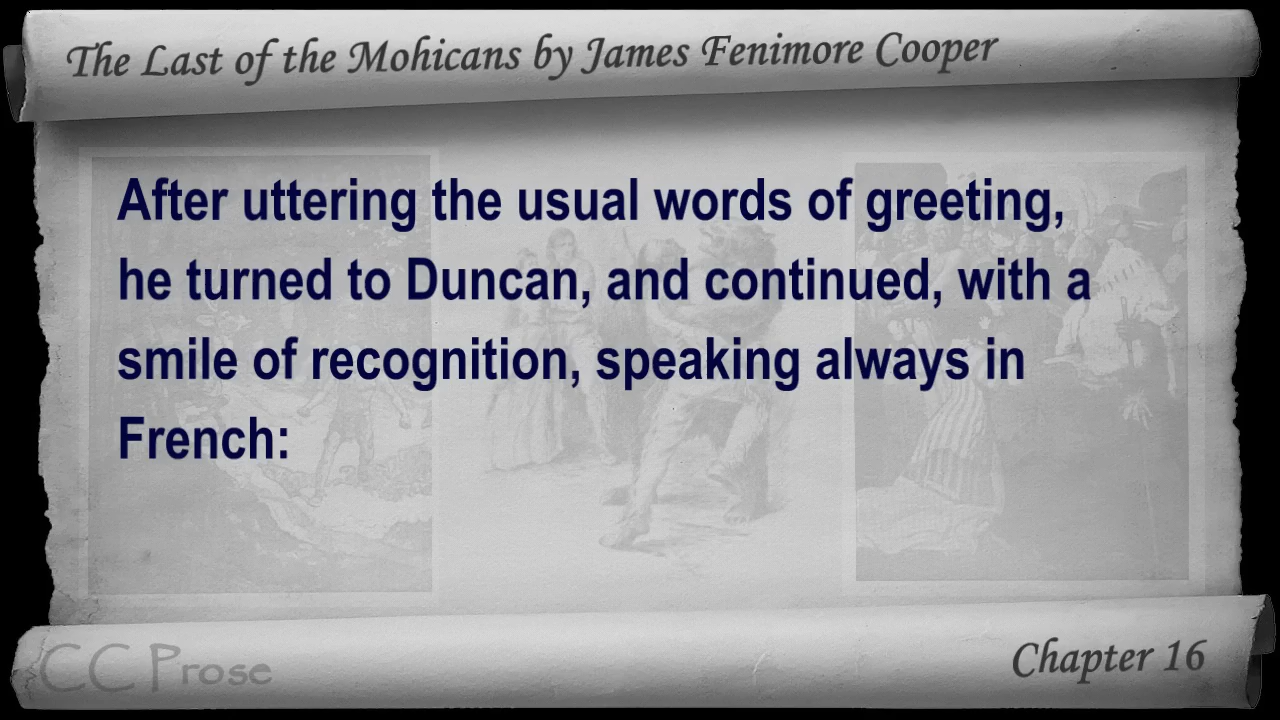 The Last of the Mohicans by James Fenimore Cooper
After uttering the usual words of greeting,
he turned to Duncan, and continued, with a
smile of recognition, speaking always in
French:
CC Prose
Chapter 16